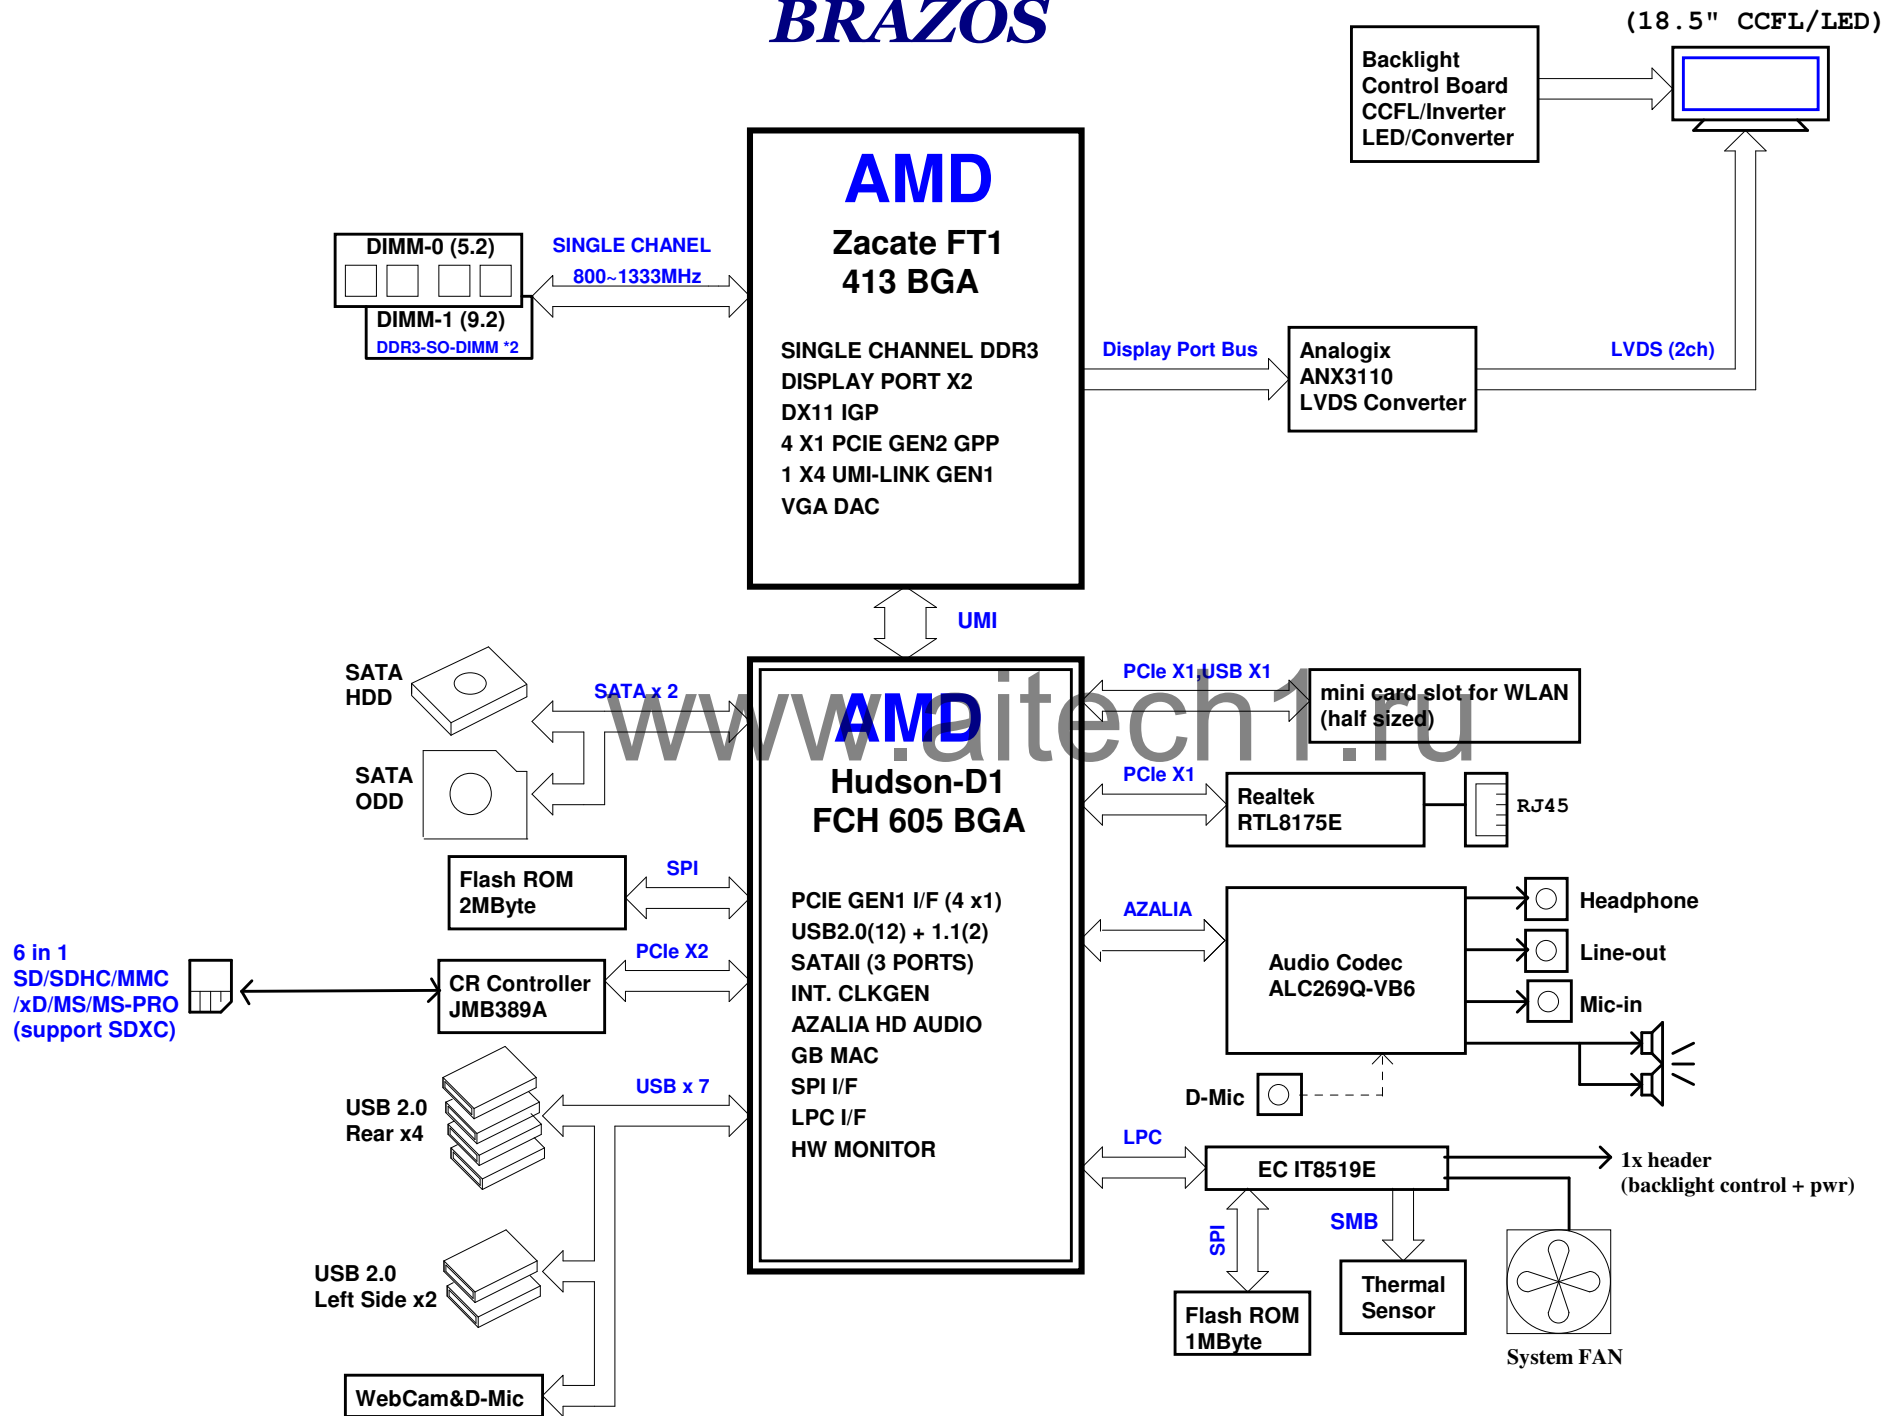 BRAZOS
(18.5" CCFL/LED)
Backlight
Control Board
CCFL/Inverter
LED/Converter
AMD
Zacate FT1
413 BGA
SINGLE CHANNEL DDR3
DISPLAY PORT X2
DX11 IGP
4 X1 PCIE GEN2 GPP
1 X4 UMI-LINK GEN1
VGA DAC
DIMM-0 (5.2)
DIMM-1 (9.2)
DDR3-SO-DIMM *2
SINGLE CHANEL
800~1333MHz
Display Port Bus
Analogix
ANX3110
LVDS Converter
LVDS (2ch)
UMI
SATA
HDD
SATA x 2
SATA
ODD
AMD
Hudson-D1
FCH 605 BGA
PCIE GEN1 I/F (4 x1)
USB2.0(12) + 1.1(2)
SATAII (3 PORTS)
INT. CLKGEN
AZALIA HD AUDIO
GB MAC
SPI I/F
LPC I/F
HW MONITOR
www.aitech1.ru
PCIe X1,USB X1
mini card slot for WLAN
(half sized)
PCIe X1
Realtek
RTL8175E
RJ45
Flash ROM
2MByte
SPI
6 in 1
SD/SDHC/MMC
/xD/MS/MS-PRO
(support SDXC)
CR Controller
JMB389A
PCIe X2
AZALIA
Audio Codec
ALC269Q-VB6
Headphone
Line-out
Mic-in
D-Mic
USB 2.0
Rear x4
USB x 7
USB 2.0
Left Side x2
WebCam&D-Mic
LPC
EC IT8519E
1x header
(backlight control + pwr)
SPI
SMB
Flash ROM
1MByte
Thermal
Sensor
System FAN